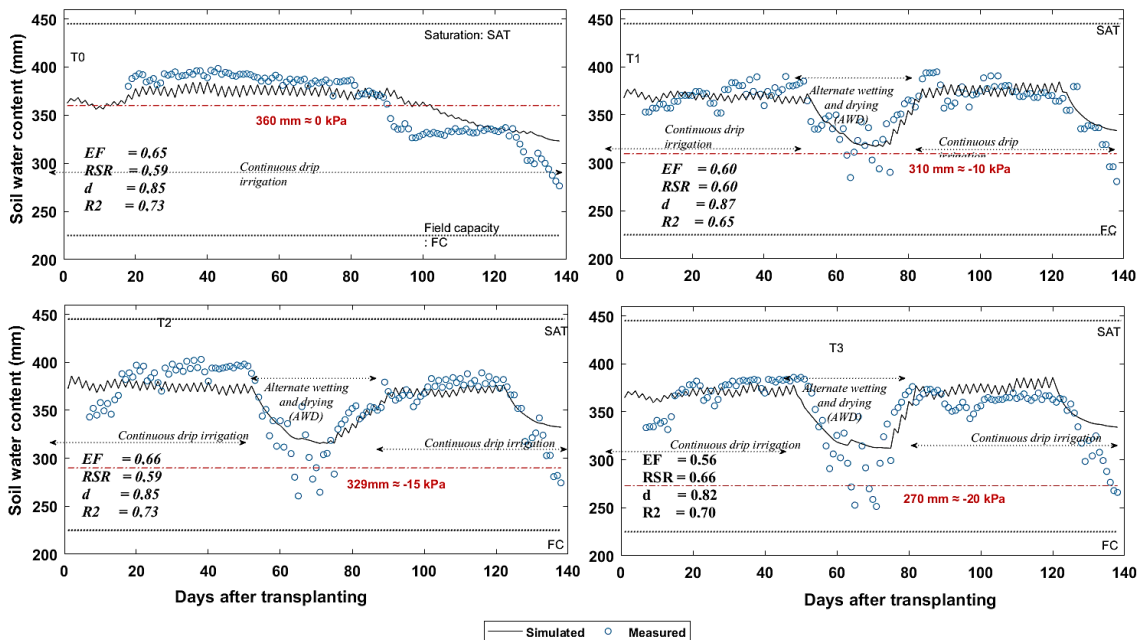 450
400
350
300
250
200
Soil water content (mm)
T0
Saturation: SAT
360 mm ≈ 0 kPa
EF = 0.65
RSR = 0.59
d = 0.85
R2 = 0.73
Continuous drip
irrigation
Field capacity
: FC
0 20 40 60 80 100 120 140
450
400
350
300
250
200
T1
SAT
Alternate wetting
and drying
(AWD)
Continuous drip
irrigation
Continuous drip
310 mm ≈ -10 kPa
EF = 0.60
RSR = 0.60
d = 0.87
R2 = 0.65
FC
0 20 40 60 80 100 120 140
450
400
350
300
250
200
Soil water content (mm)
T2
SAT
Alternate wetting
and drying
(AWD)
Continuous drip irrigation
Continuous drip irrigation
EF = 0.66
RSR = 0.59
d = 0.85
R2 = 0.73
329mm ≈ -15 kPa
FC
0 20 40 60 80 100 120 140
Days after transplanting
450
400
350
300
250
200
T3
SAT
Alternate wetting
and drying
(AWD)
Continuous drip irrigation
Continuous drip irrigation
EF = 0.56
RSR = 0.66
d = 0.82
R2 = 0.70
270 mm ≈ -20 kPa
FC
0 20 40 60 80 100 120 140
Days after transplanting
Simulated Measured